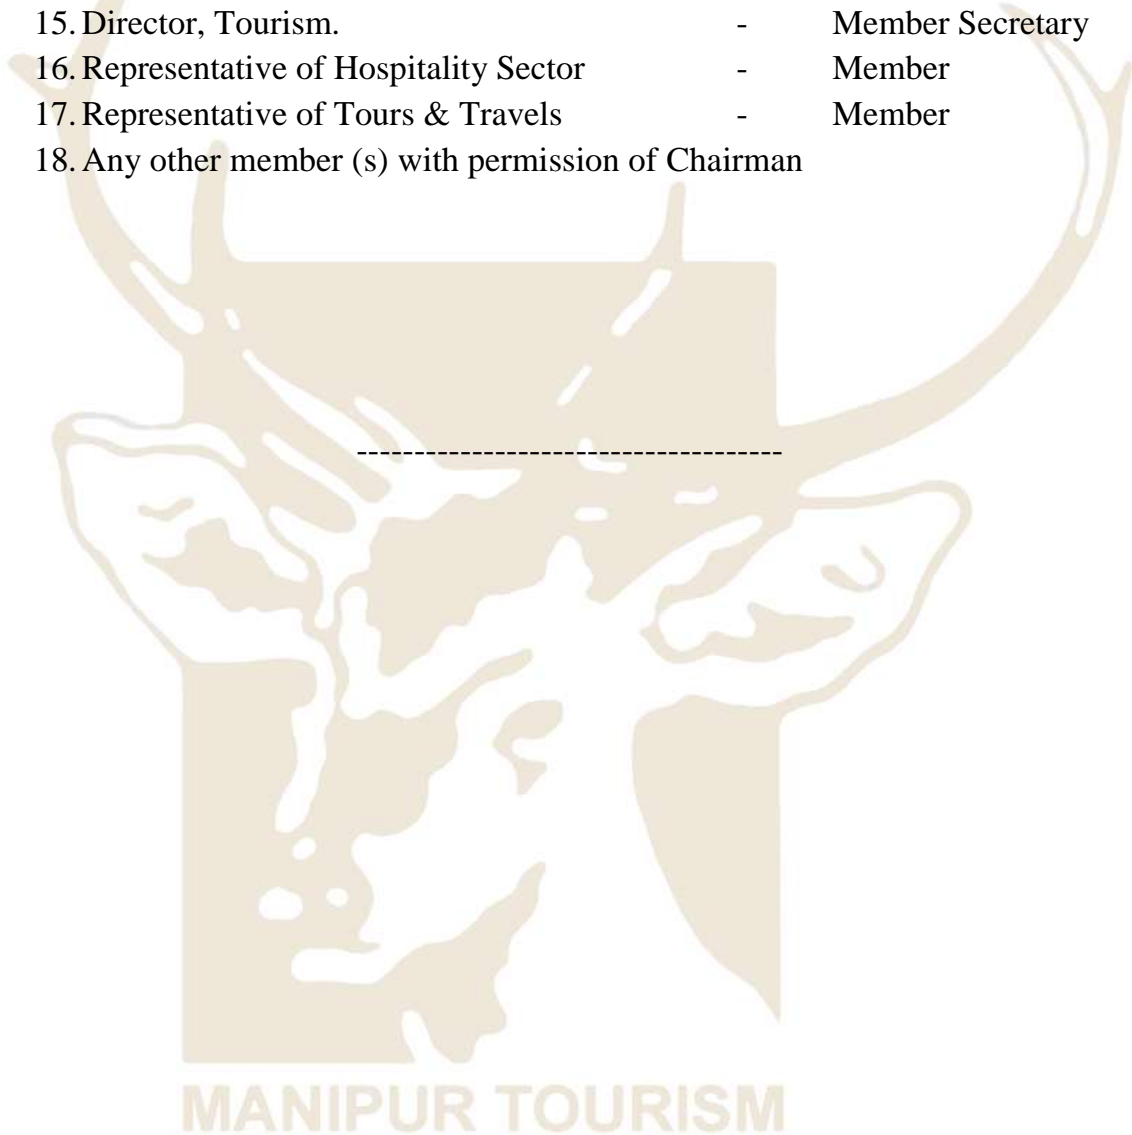 15. Director, Tourism. - Member Secretary
16. Representative of Hospitality Sector - Member
17. Representative of Tours & Travels - Member
18. Any other member (s) with permission of Chairman
-------------------------------------
MANIPUR TOURISM